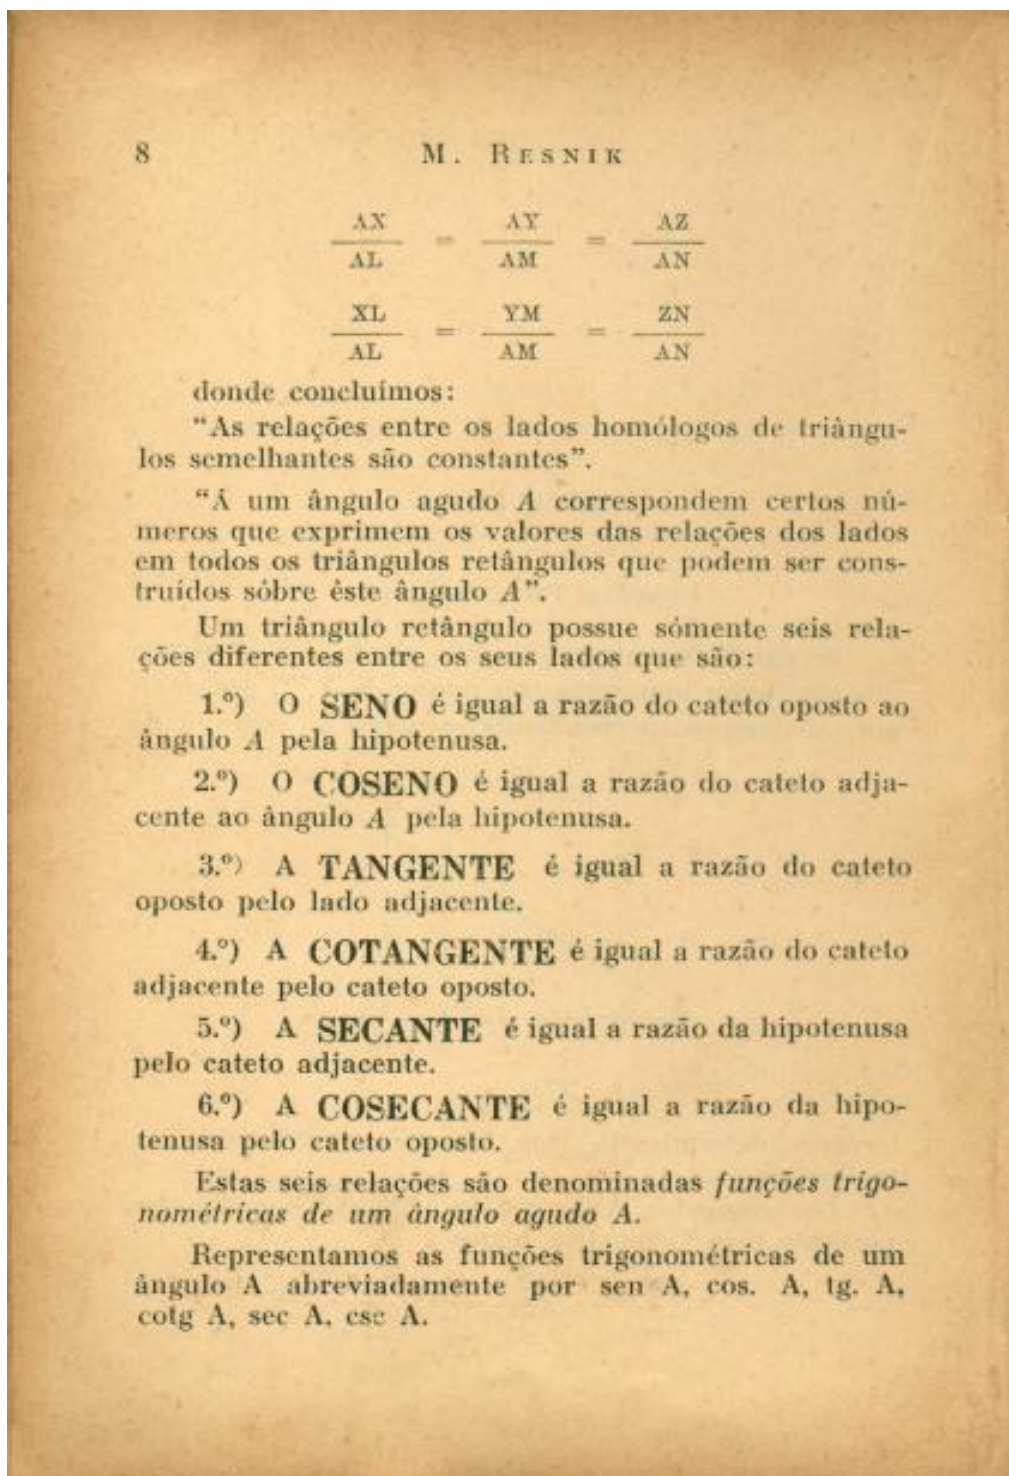 8 M. RESNIK
AX = AY = AZ
AL AM AN
XL = YM = ZN
AL AM AN
donde concluímos:
"As relações entre os lados homólogos de triângu-
los semelhantes são constantes".
"Á um ângulo agudo A correspondem certos nú-
meros que exprimem os valores das relações dos lados
em todos os triângulos retângulos que podem ser cons-
truídos sóbre êste ângulo A".
Um triângulo retângulo possue sómente seis rela-
ções diferentes entre os seus lados que são:
1.º) O SENO é igual a razão do cateto oposto ao
ângulo A pela hipotenusa.
2.º) O COSENO é igual a razão do cateto adja-
cente ao ângulo A pela hipotenusa.
3.º) A TANGENTE é igual a razão do cateto
oposto pelo lado adjacente.
4.º) A COTANGENTE é igual a razão do cateto
adjacente pelo cateto oposto.
5.º) A SECANTE é igual a razão da hipotenusa
pelo cateto adjacente.
6.º) A COSECANTE é igual a razão da hipo-
tenusa pelo cateto oposto.
Estas seis relações são denominadas funções trigo-
nométricas de um ângulo agudo A.
Representamos as funções trigonométricas de um
ângulo A abreviadamente por sen A, cos. A, tg. A,
cotg A, sec A. csc A.